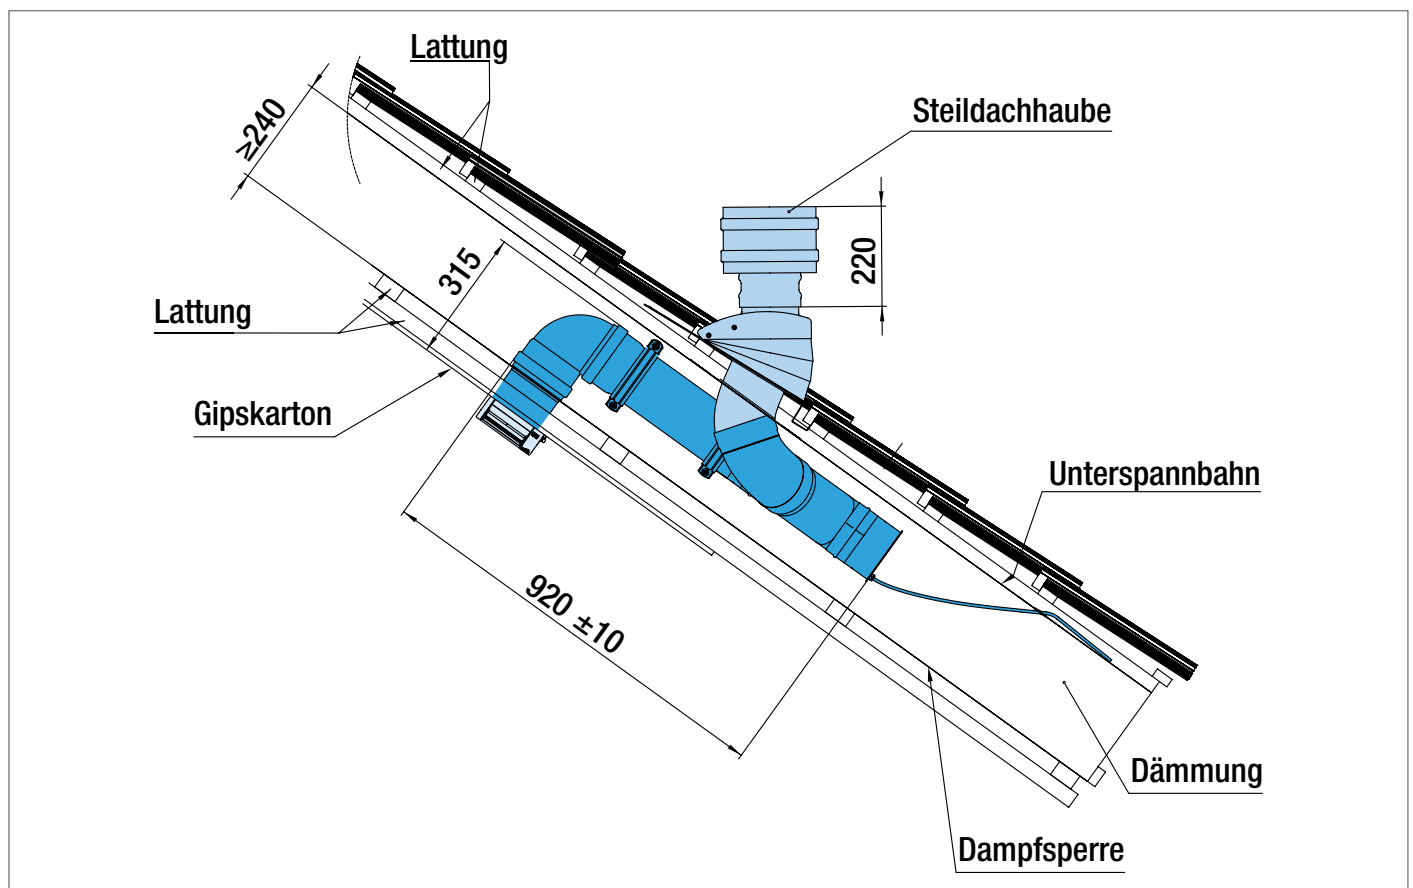 Lattung
Steildachhaube
≥240
220
315
Lattung
Gipskarton
Unterspannbahn
920 ±10
Dämmung
Dampfsperre